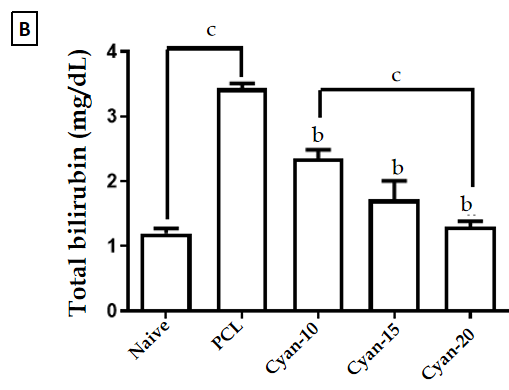 B
c
c
b
b
b
Total bilirubin (mg/dL)
4
3
2
1
0
Naive
PCL
Cyan-10
Cyan-15
Cyan-20